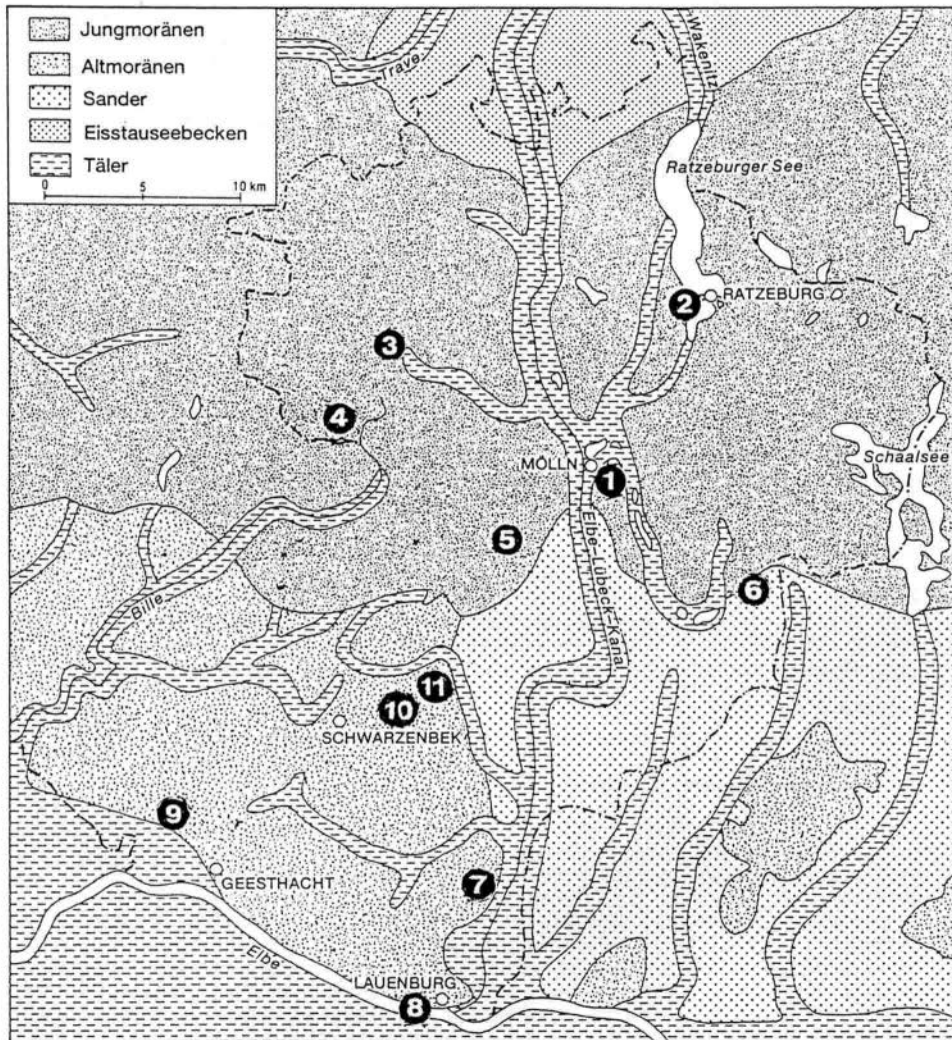 Jungmoränen
Altmoränen
Sander
Eisstauseebecken
Täler
0 5 10 km
Trave
Wakenitz
Ratzeburger See
2
RATZEBURG
3
4
Schaalsee
MÖLLN
1
Elbe-Lübeck-Kanal
5
6
Bille
11
10
SCHWARZENBEK
9
GEESTHACHT
7
Elbe
LAUENBURG
8